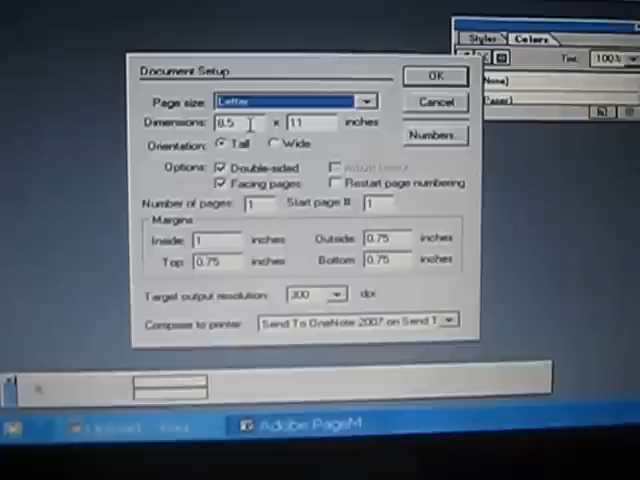 Styles Colors
Tint: 100%
[None]
[Paper]
Document Setup
OK
Page size: Letter
Cancel
Dimensions: 8.5 x 11 inches
Numbers...
Orientation: Tall Wide
Options: Double-sided
Facing pages Restart page numbering
Number of pages: 1 Start page #: 1
Margins
Inside: 1 inches Outside: 0.75 inches
Top: 0.75 inches Bottom: 0.75 inches
Target output resolution: 300 dpi
Compose to printer: Send To OneNote 2007 on Send T
Adobe PageM